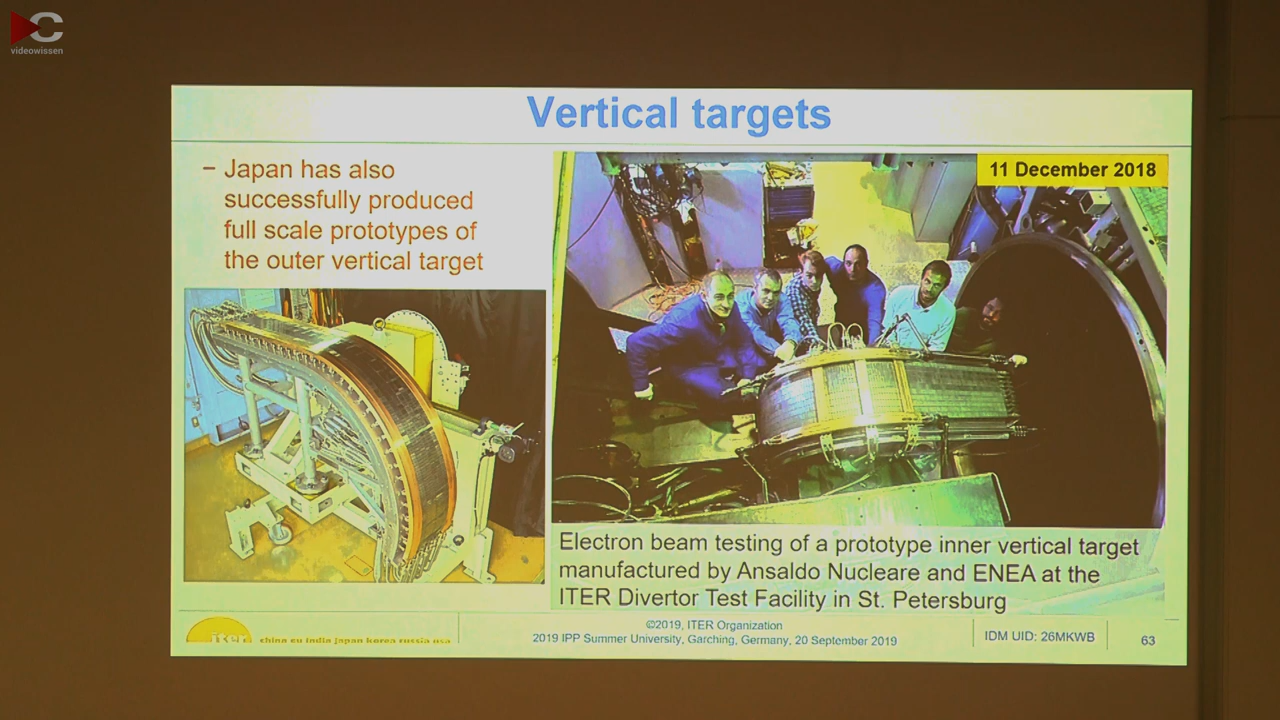 videowissen
Vertical targets
– Japan has also
successfully produced
full scale prototypes of
the outer vertical target
11 December 2018
Electron beam testing of a prototype inner vertical target
manufactured by Ansaldo Nucleare and ENEA at the
ITER Divertor Test Facility in St. Petersburg
iter
china eu india japan korea russia usa
©2019, ITER Organization
2019 IPP Summer University, Garching, Germany, 20 September 2019
IDM UID: 26MKWB
63